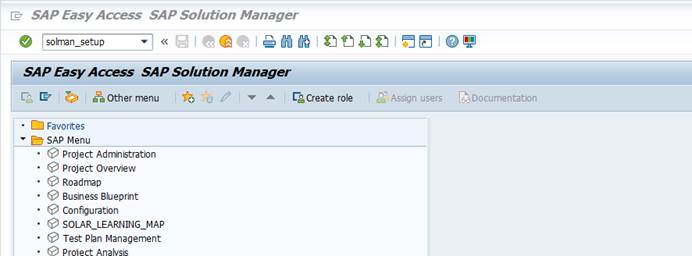 SAP Easy Access SAP Solution Manager
solman_setup
SAP Easy Access SAP Solution Manager
Other menu Create role Assign users Documentation
Favorites
SAP Menu
Project Administration
Project Overview
Roadmap
Business Blueprint
Configuration
SOLAR_LEARNING_MAP
Test Plan Management
Project Analysis